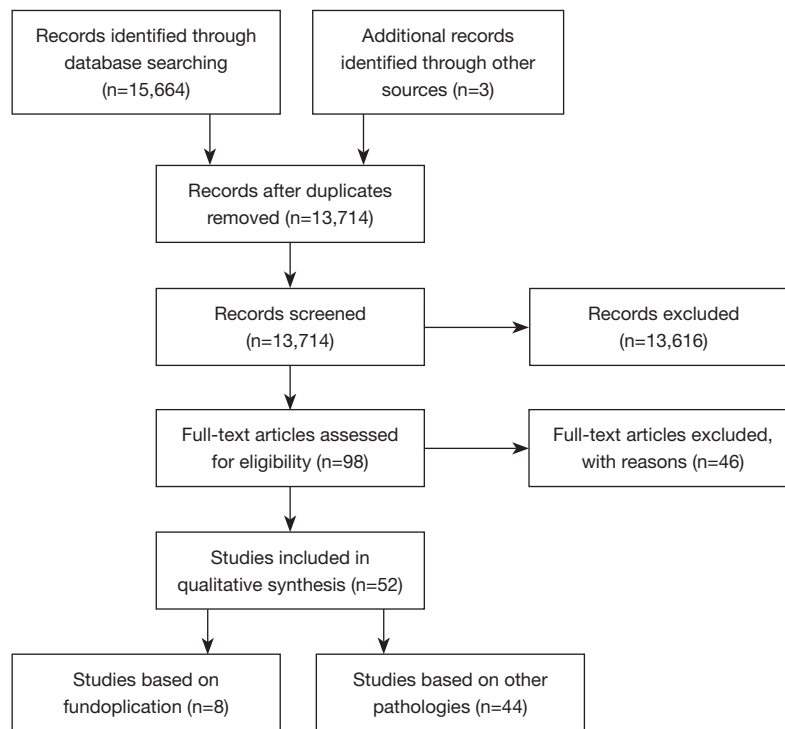 Records identified through
database searching
(n=15,664)
Additional records
identified through other
sources (n=3)
Records after duplicates
removed (n=13,714)
Records screened
(n=13,714)
Records excluded
(n=13,616)
Full-text articles assessed
for eligibility (n=98)
Full-text articles excluded,
with reasons (n=46)
Studies included in
qualitative synthesis (n=52)
Studies based on
fundoplication (n=8)
Studies based on other
pathologies (n=44)